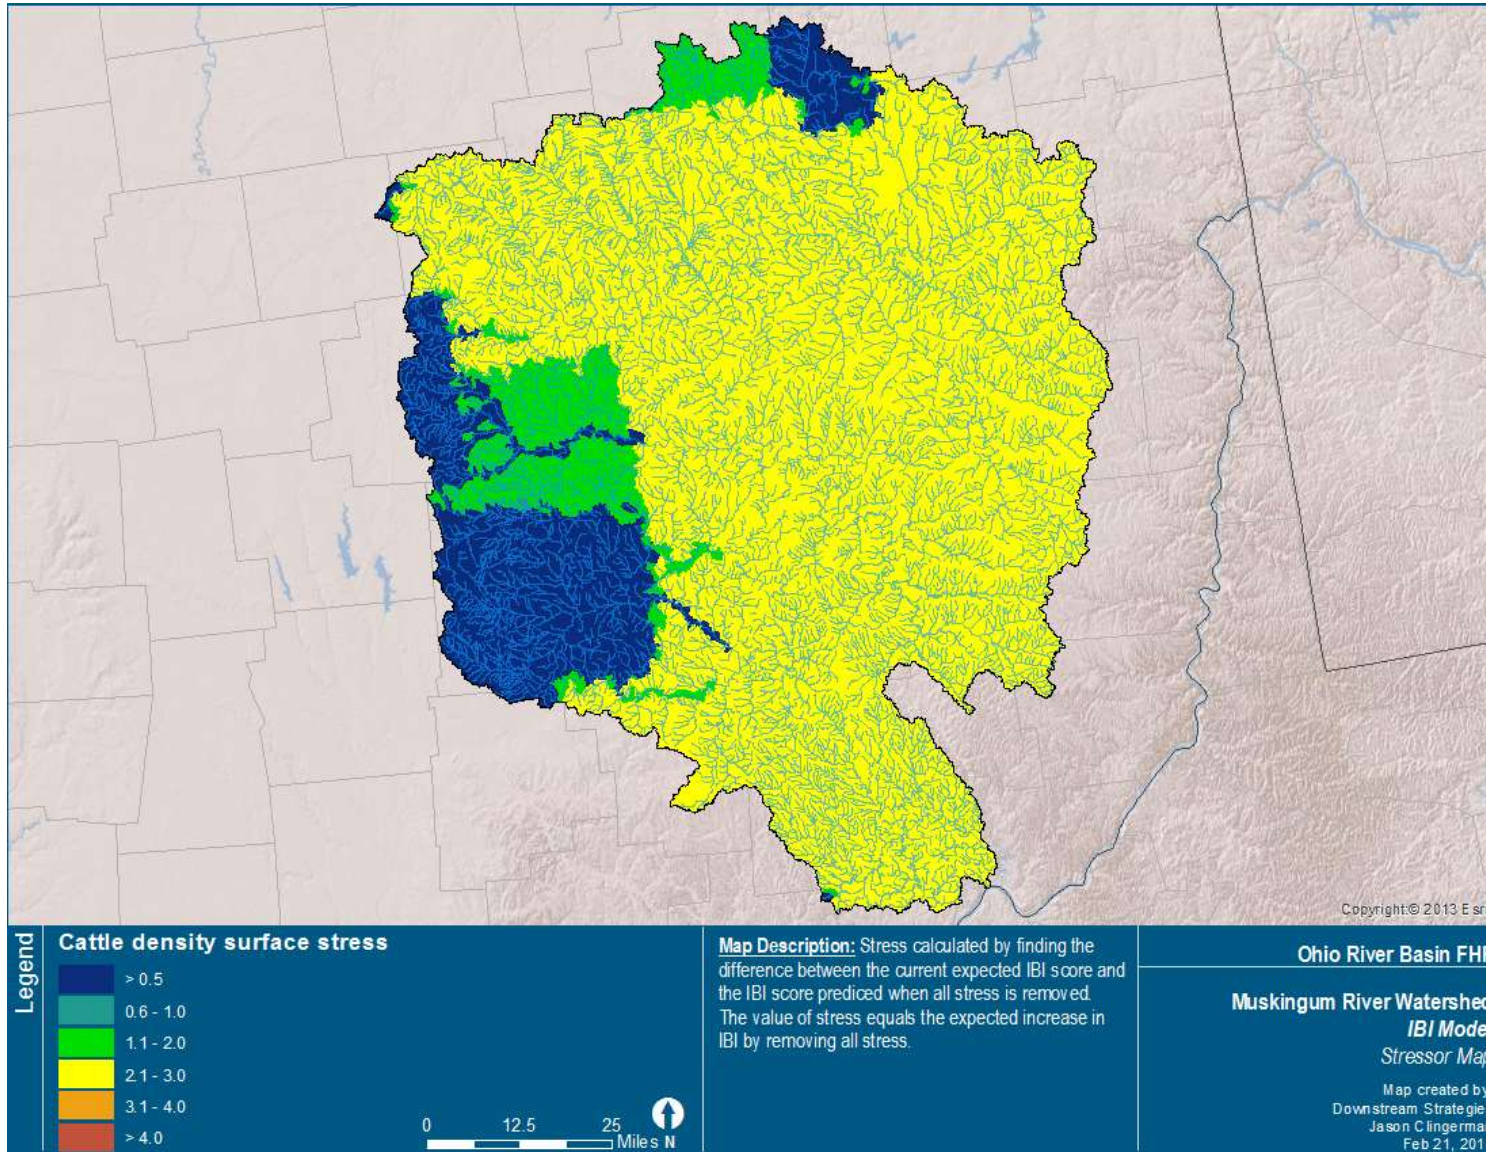 Copyright:© 2013 Esri
Legend
Cattle density surface stress
> 0.5
0.6 - 1.0
1.1 - 2.0
2.1 - 3.0
3.1 - 4.0
> 4.0
0 12.5 25
Miles N
Map Description: Stress calculated by finding the
difference between the current expected IBI score and
the IBI score prediced when all stress is removed.
The value of stress equals the expected increase in
IBI by removing all stress.
Ohio River Basin FH
Muskingum River Watershed
IBI Mode
Stressor Map
Map created by
Downstream Strategie
Jason Clingerma
Feb 21, 201